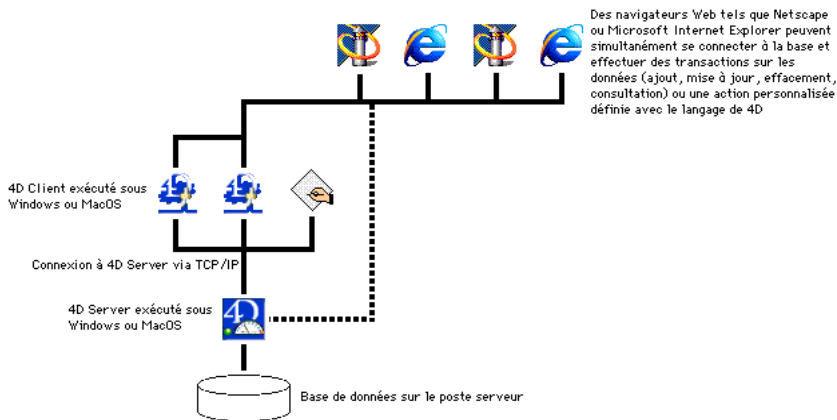 Des navigateurs Web tels que Netscape
ou Microsoft Internet Explorer peuvent
simultanément se connecter à la base et
effectuer des transactions sur les
données (ajout, mise à jour, effacement,
consultation) ou une action personnalisée
définie avec le langage de 4D
4D Client exécuté sous
Windows ou MacOS
Connexion à 4D Server via TCP/IP
4D Server exécuté sous
Windows ou MacOS
4D
Base de données sur le poste serveur